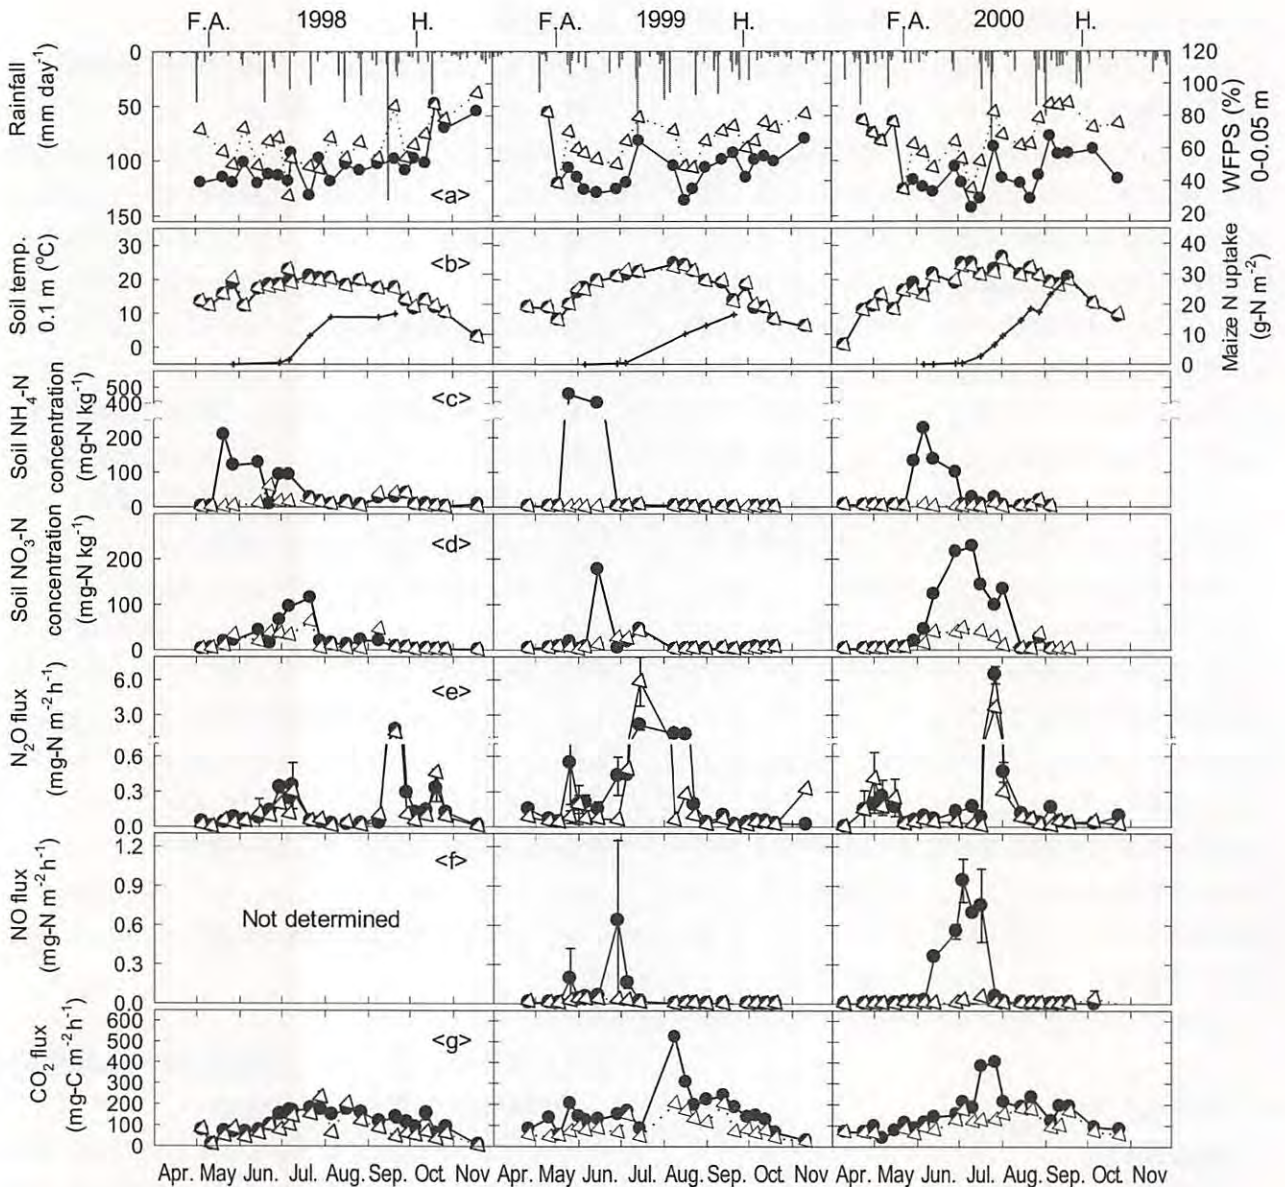 F.A. 1998 H. F.A. 1999 H. F.A. 2000 H.
Rainfall
(mm day⁻¹)
0
50
100
150
<a>
120
100
80
60
40
20
WFPS (%)
0-0.05 m
Soil temp.
0.1 m (°C)
30
20
10
0
<b>
40
30
20
10
0
Maize N uptake
(g-N m⁻²)
Soil NH₄-N
concentration
(mg-N kg⁻¹)
500
400
200
100
0
<c>
Soil NO₃-N
concentration
(mg-N kg⁻¹)
200
100
0
<d>
N₂O flux
(mg-N m⁻² h⁻¹)
6.0
3.0
0.6
0.3
0.0
<e>
NO flux
(mg-N m⁻² h⁻¹)
1.2
0.9
0.6
0.3
0.0
<f>
Not determined
CO₂ flux
(mg-C m⁻² h⁻¹)
600
500
400
300
200
100
0
<g>
Apr. May Jun. Jul. Aug. Sep. Oct Nov Apr. May Jun. Jul. Aug. Sep. Oct Nov Apr. May Jun. Jul. Aug. Sep. Oct Nov